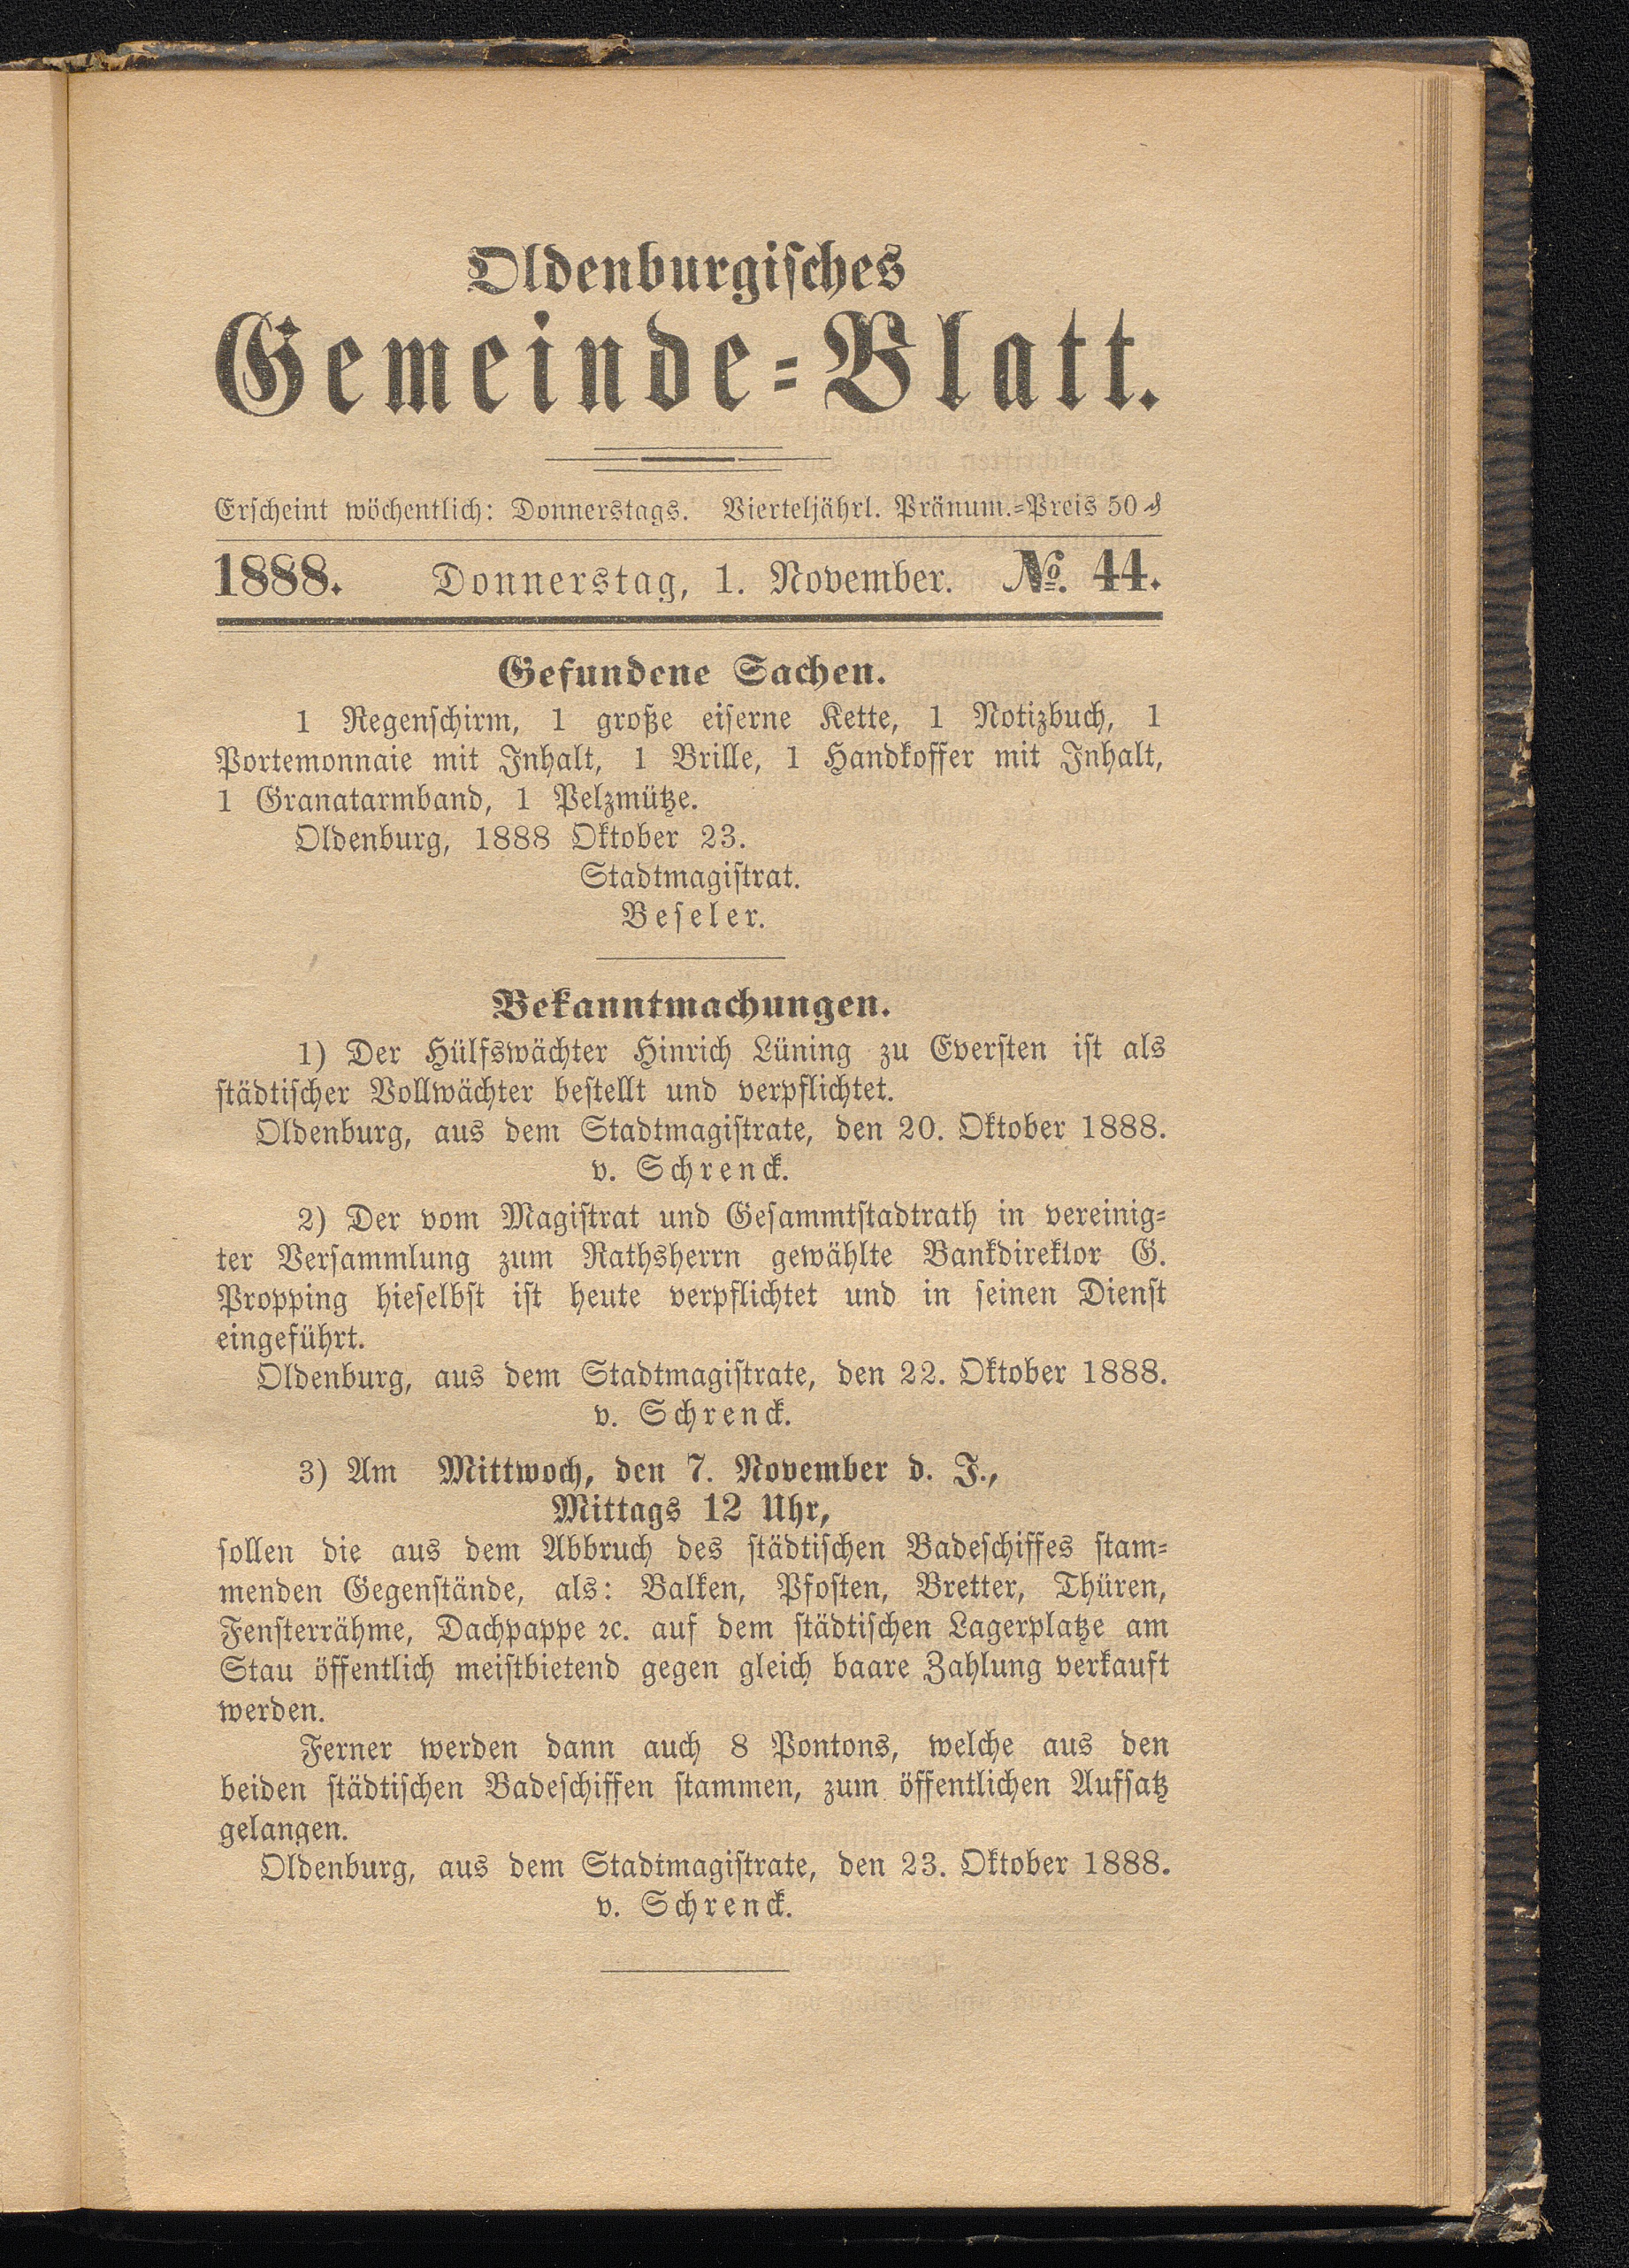 Oldenburgisches
Gemeinde-Blatt.
Erscheint wöchentlich: Donnerstags. Vierteljährl. Pränum.-Preis 50 ₰
1888. Donnerstag, 1. November. №. 44.
Gefundene Sachen.
1 Regenschirm, 1 große eiserne Kette, 1 Notizbuch, 1
Portemonnaie mit Inhalt, 1 Brille, 1 Handkoffer mit Inhalt,
1 Granatarmband, 1 Pelzmütze.
Oldenburg, 1888 Oktober 23.
Stadtmagistrat.
Beseler.
Bekanntmachungen.
1) Der Hülfswächter Hinrich Lüning zu Eversten ist als
städtischer Vollwächter bestellt und verpflichtet.
Oldenburg, aus dem Stadtmagistrate, den 20. Oktober 1888.
v. Schrenck.
2) Der vom Magistrat und Gesammtstadtrath in vereinig-
ter Versammlung zum Rathsherrn gewählte Bankdirektor G.
Propping hieselbst ist heute verpflichtet und in seinen Dienst
eingeführt.
Oldenburg, aus dem Stadtmagistrate, den 22. Oktober 1888.
v. Schrenck.
3) Am Mittwoch, den 7. November d. J.,
Mittags 12 Uhr,
sollen die aus dem Abbruch des städtischen Badeschiffes stam-
menden Gegenstände, als: Balken, Pfosten, Bretter, Thüren,
Fensterrähme, Dachpappe ꝛc. auf dem städtischen Lagerplatze am
Stau öffentlich meistbietend gegen gleich baare Zahlung verkauft
werden.
Ferner werden dann auch 8 Pontons, welche aus den
beiden städtischen Badeschiffen stammen, zum öffentlichen Aufsatz
gelangen.
Oldenburg, aus dem Stadtmagistrate, den 23. Oktober 1888.
v. Schrenck.